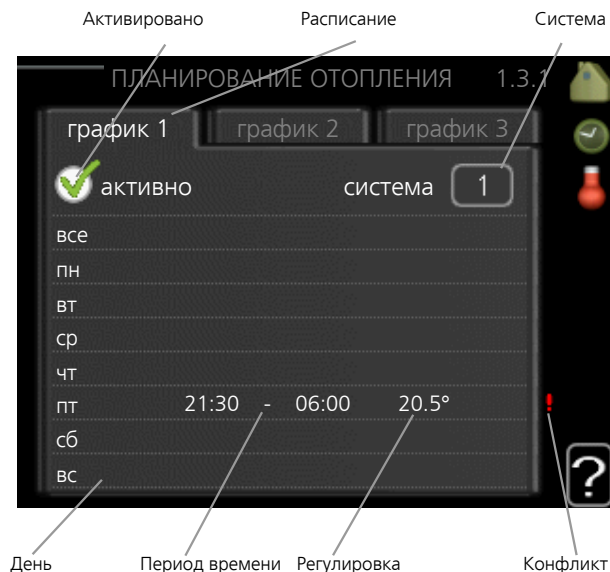 Активировано Расписание Система
ПЛАНИРОВАНИЕ ОТОПЛЕНИЯ 1.3.1
график 1 график 2 график 3
активно система 1
все
пн
вт
ср
чт
пт 21:30 - 06:00 20.5° !
сб
вс
?
День Период времени Регулировка Конфликт